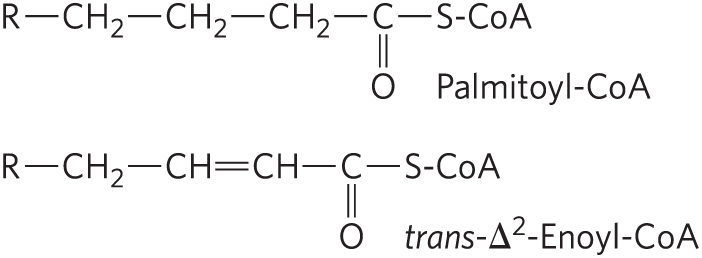 R—CH₂—CH₂—CH₂—C—S-CoA
||
O Palmitoyl-CoA
R—CH₂—CH=CH—C—S-CoA
||
O trans-Δ²-Enoyl-CoA